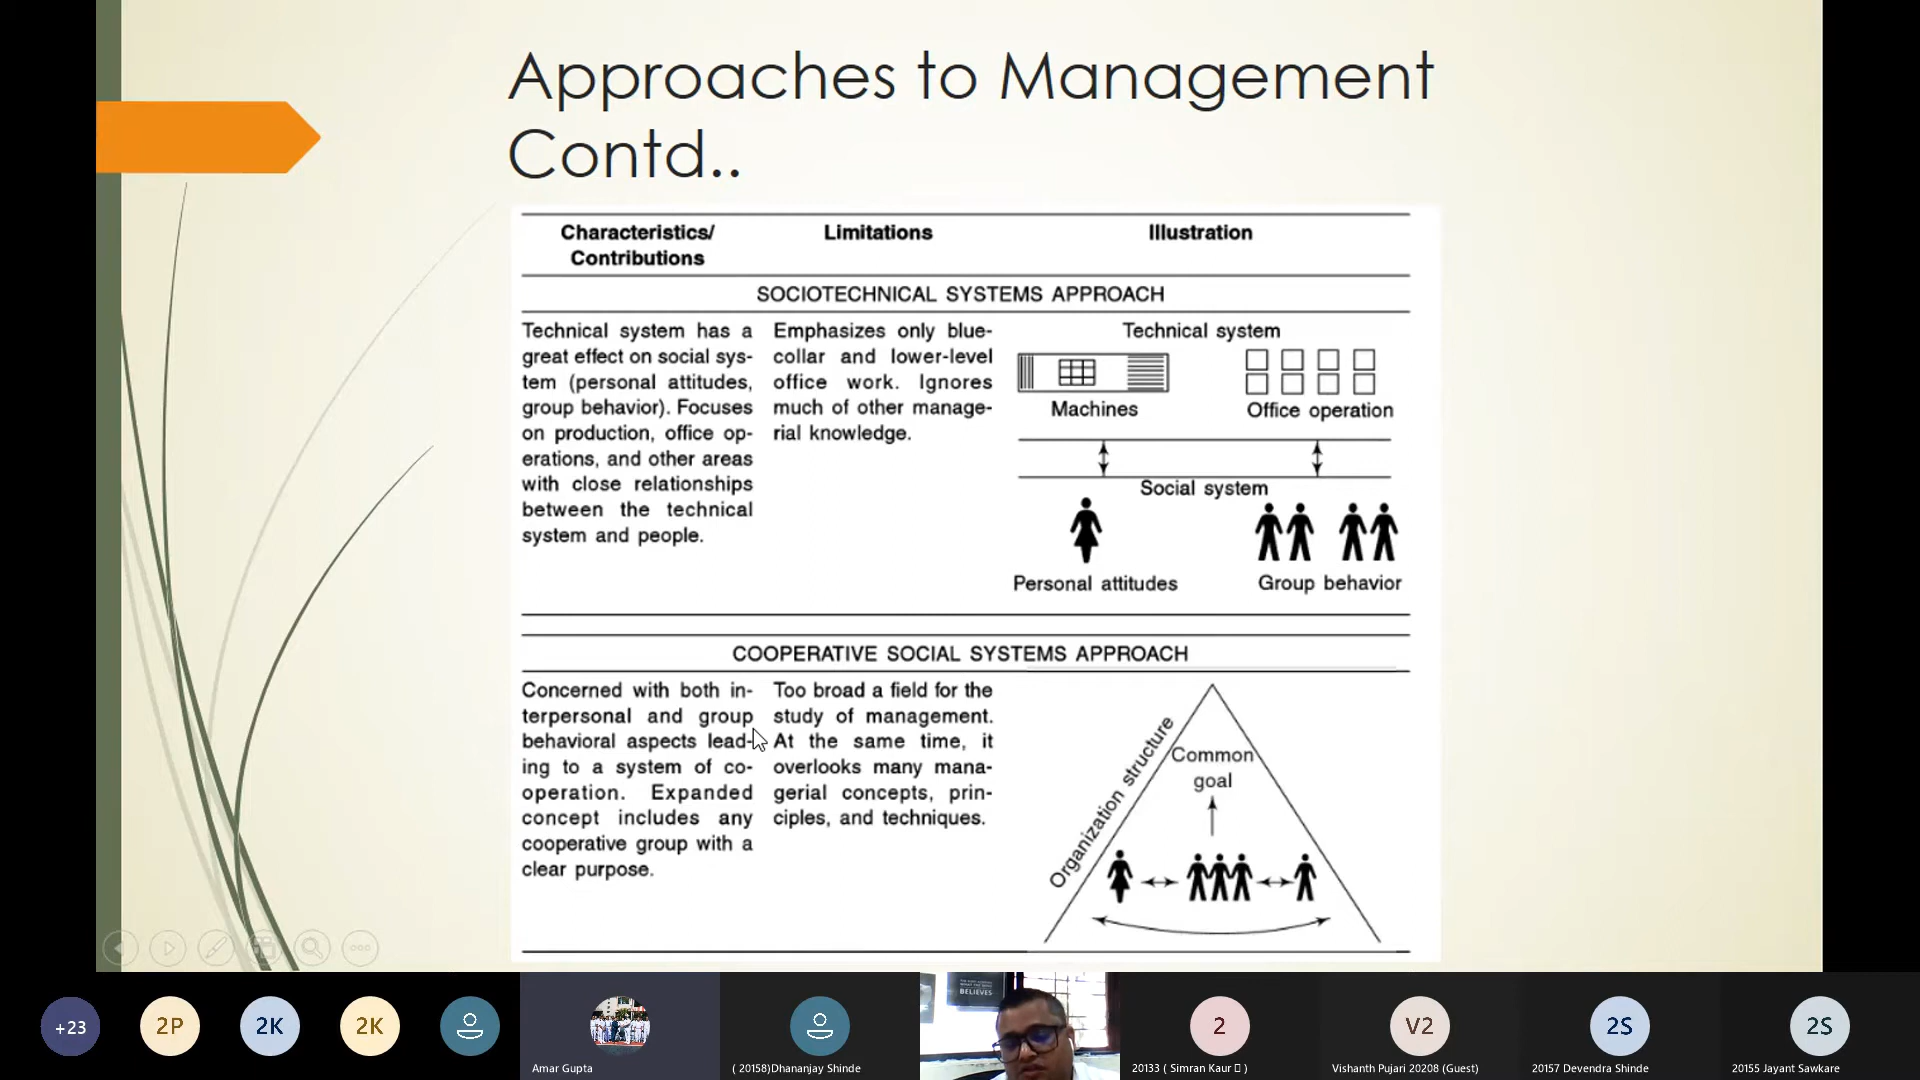 Approaches to Management
Contd..
Characteristics/
Contributions
Limitations
Illustration
SOCIOTECHNICAL SYSTEMS APPROACH
Technical system has a
great effect on social sys-
tem (personal attitudes,
group behavior). Focuses
on production, office op-
erations, and other areas
with close relationships
between the technical
system and people.
Emphasizes only blue-
collar and lower-level
office work. Ignores
much of other manage-
rial knowledge.
Technical system
Machines
Office operation
Social system
Personal attitudes
Group behavior
COOPERATIVE SOCIAL SYSTEMS APPROACH
Concerned with both in-
terpersonal and group
behavioral aspects lead-
ing to a system of co-
operation. Expanded
concept includes any
cooperative group with a
clear purpose.
Too broad a field for the
study of management.
At the same time, it
overlooks many mana-
gerial concepts, prin-
ciples, and techniques.
Organization structure
Common
goal
+23
2P
2K
2K
Amar Gupta
( 20158)Dhananjay Shinde
BELIEVES
2
20133 ( Simran Kaur )
V2
Vishanth Pujari 20208 (Guest)
2S
20157 Devendra Shinde
2S
20155 Jayant Sawkare